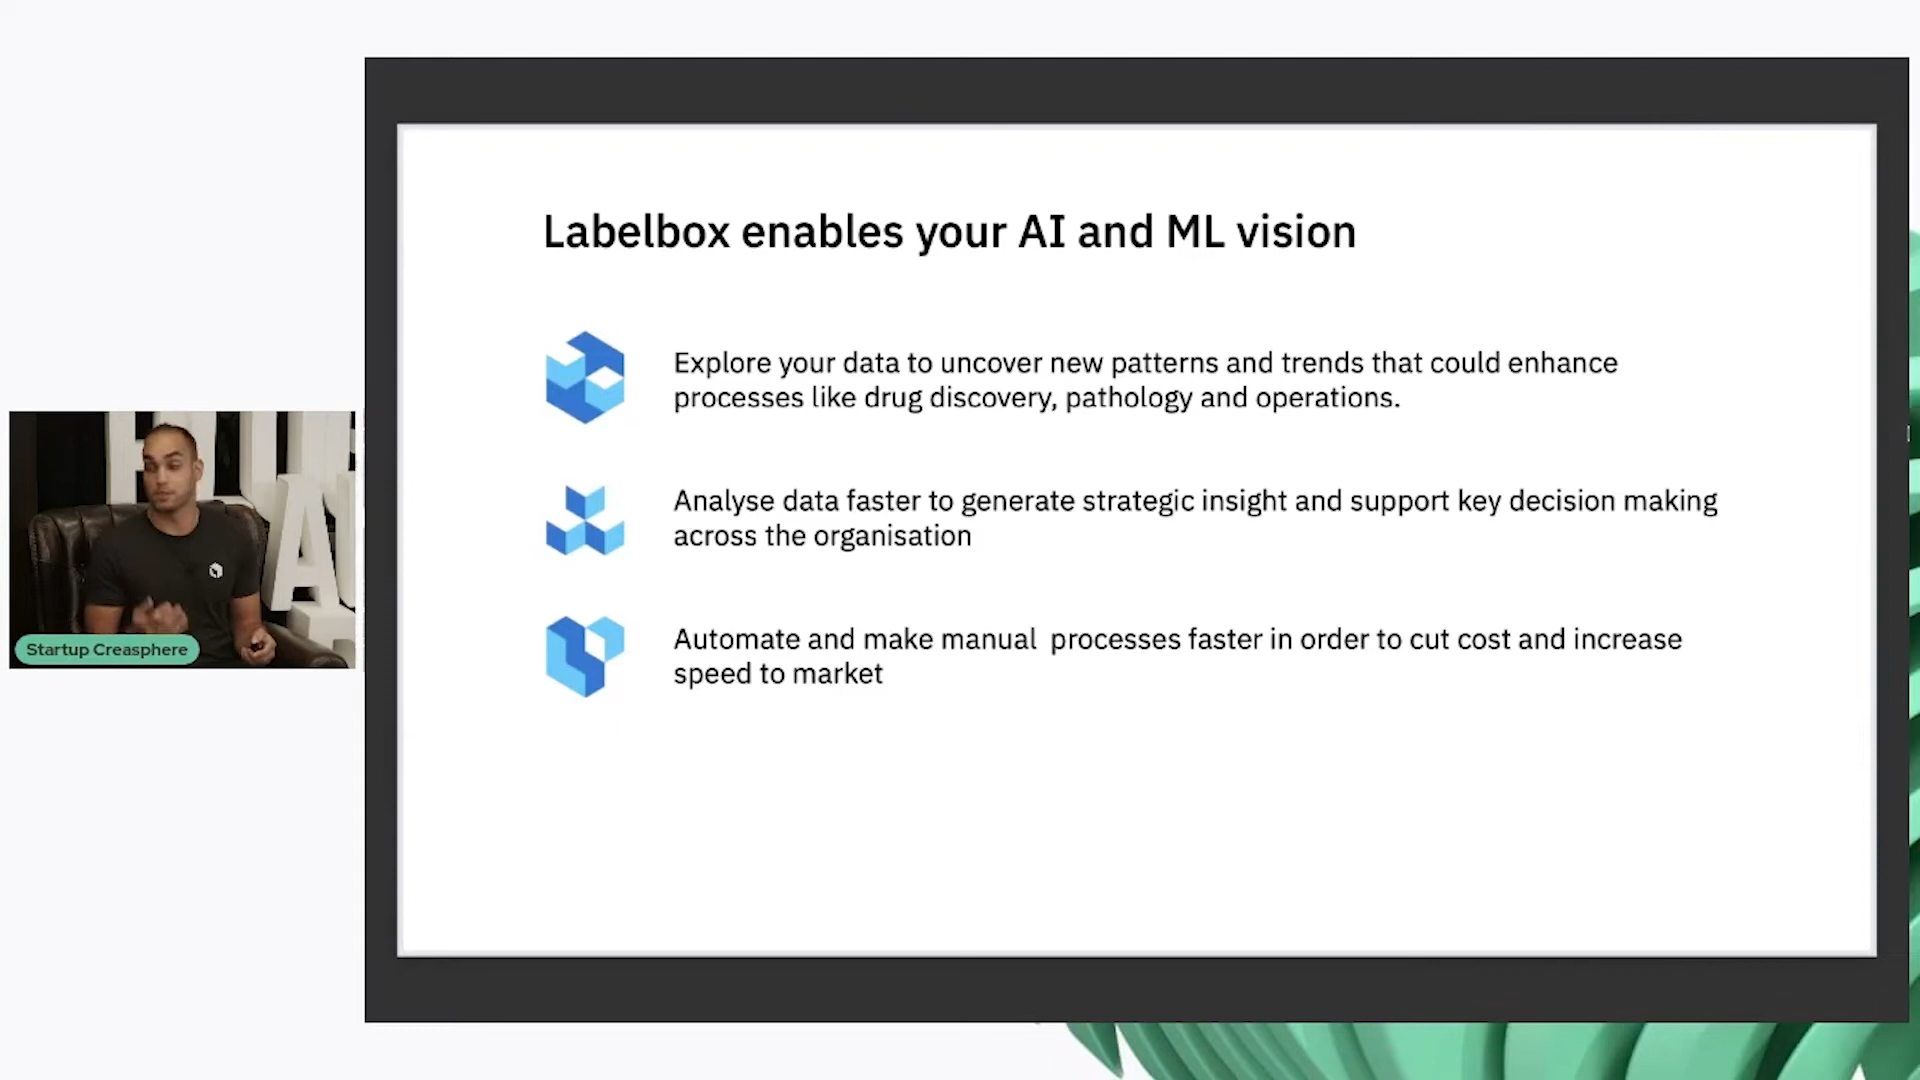 Labelbox enables your AI and ML vision
Explore your data to uncover new patterns and trends that could enhance
processes like drug discovery, pathology and operations.
Analyse data faster to generate strategic insight and support key decision making
across the organisation
Automate and make manual  processes faster in order to cut cost and increase
speed to market
Startup Creasphere